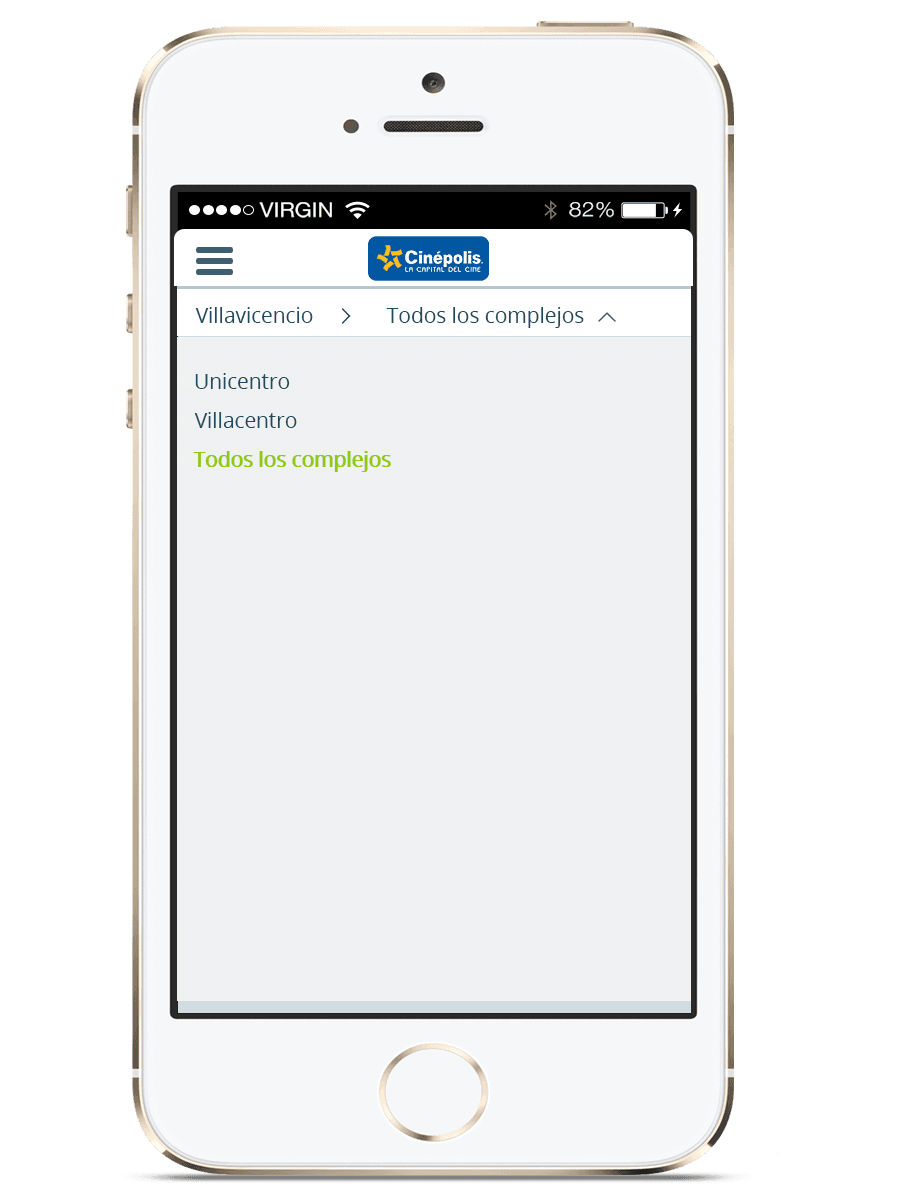 VIRGIN 82%
Cinépolis.
LA CAPITAL DEL CINE
Villavicencio > Todos los complejos
Unicentro
Villacentro
Todos los complejos